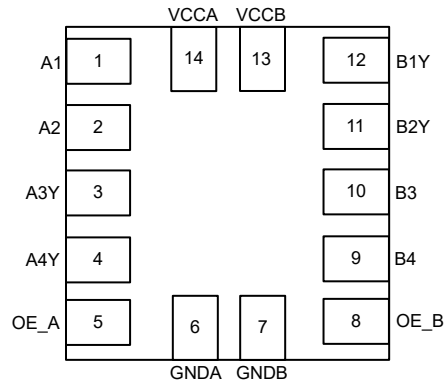 VCCA VCCB
A1 1 14 13 12 B1Y
A2 2 11 B2Y
A3Y 3 10 B3
A4Y 4 9 B4
OE_A 5 6 7 8 OE_B
GNDA GNDB